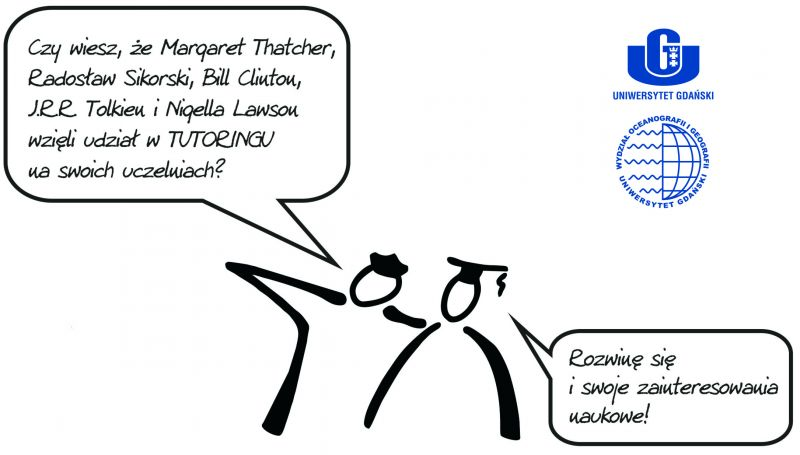 Czy wiesz, że Margaret Thatcher,
Radosław Sikorski, Bill Clinton,
J.R.R. Tolkien i Nigella Lawson
wzięli udział w TUTORINGU
na swoich uczelniach?
UNIWERSYTET GDAŃSKI
WYDZIAŁ OCEANOGRAFII I GEOGRAFII
UNIWERSYTET GDAŃSKI
Rozwinę się
i swoje zainteresowania
naukowe!